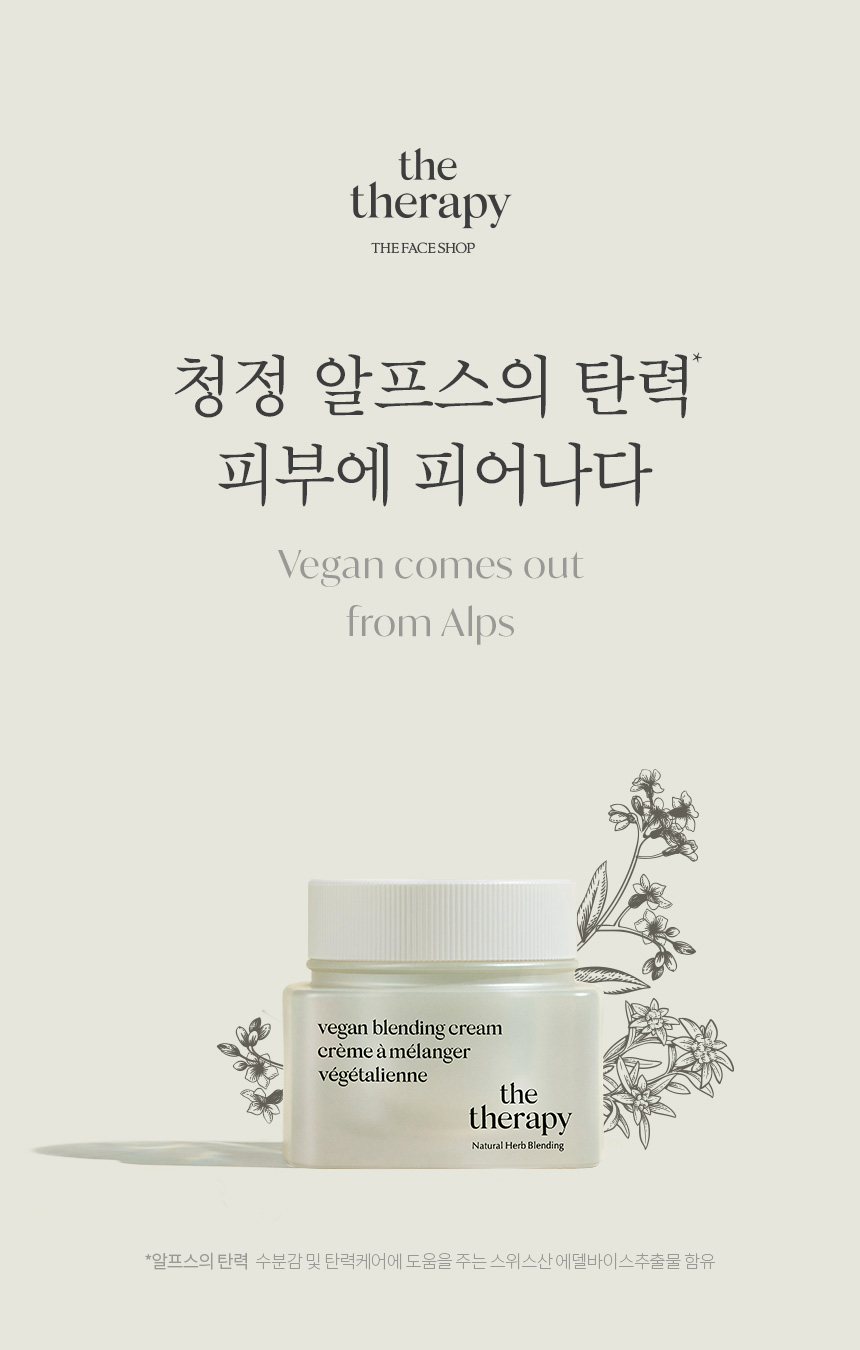 the
therapy
THE FACE SHOP
청정 알프스의 탄력*
피부에 피어나다
Vegan comes out
from Alps
vegan blending cream
crème à mélanger
végétalienne
the
therapy
Natural Herb Blending
*알프스의 탄력 수분감 및 탄력케어에 도움을 주는 스위스산 에델바이스추출물 함유